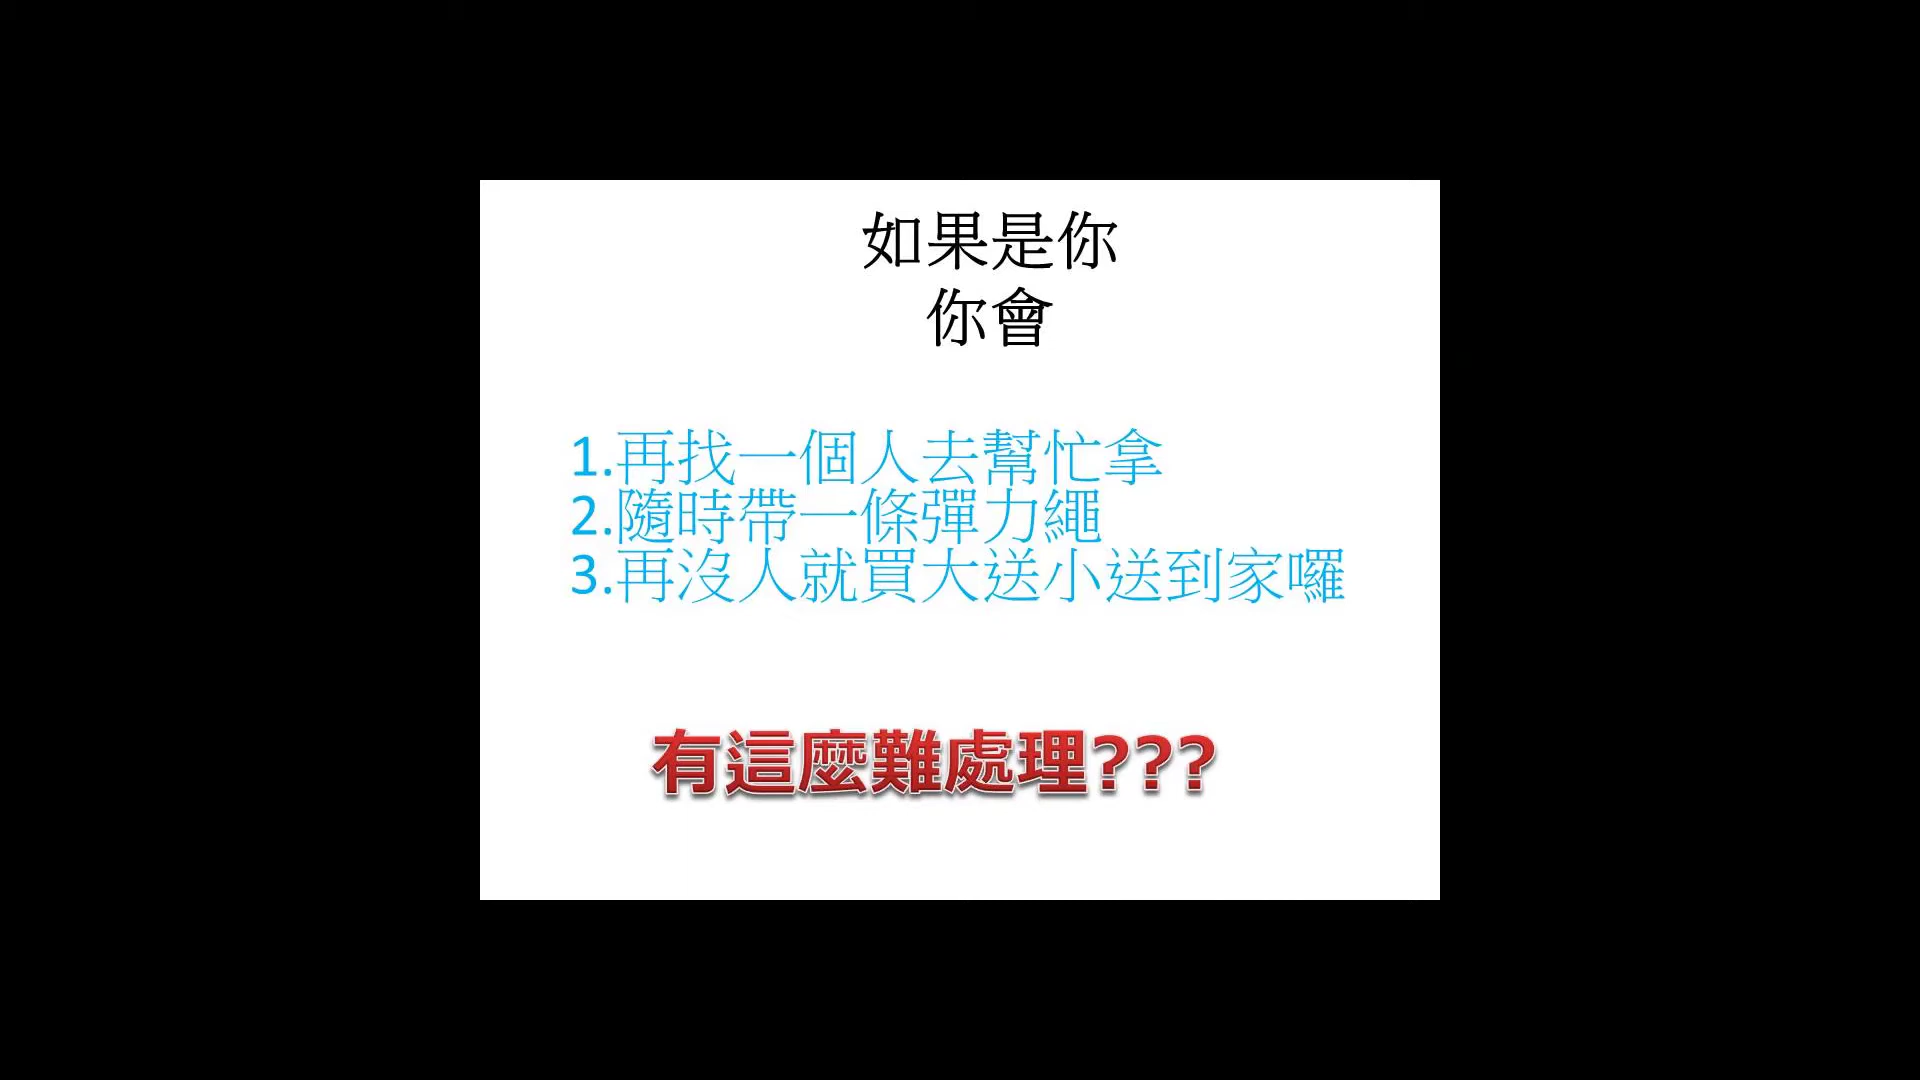 如果是你
你會
1.再找一個人去幫忙拿
2.隨時帶一條彈力繩
3.再沒人就買大送小送到家囉
有這麼難處理???